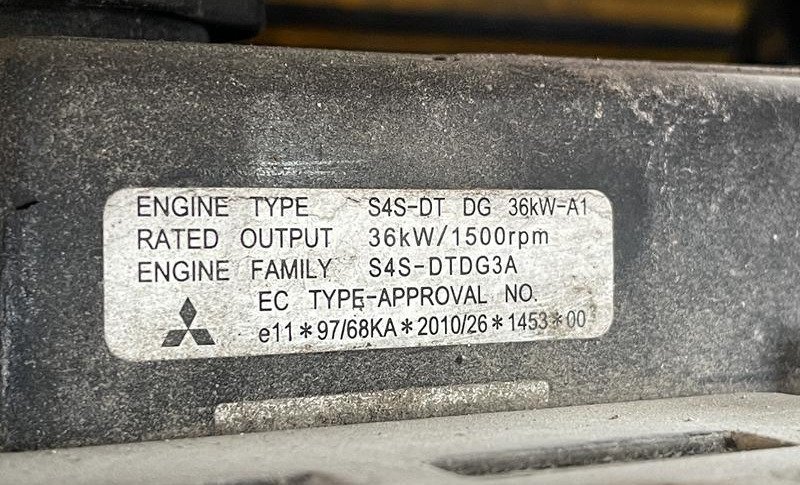 ENGINE TYPE S4S-DT DG 36kW-A1
RATED OUTPUT 36kW/1500rpm
ENGINE FAMILY S4S-DTDG3A
EC TYPE-APPROVAL NO.
e11*97/68KA*2010/26*1453*00